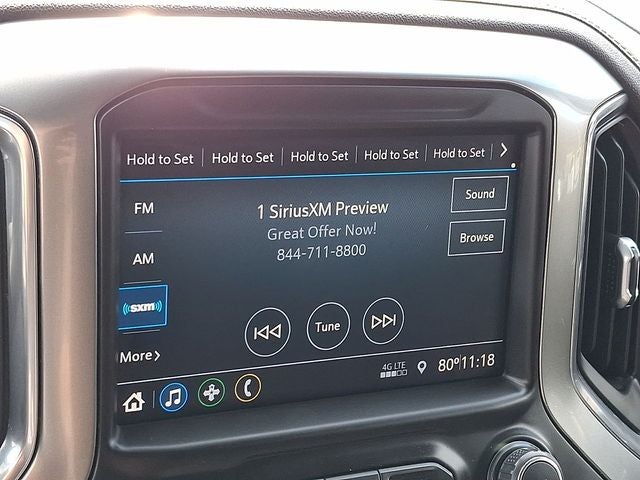 Hold to Set Hold to Set Hold to Set Hold to Set Hold to Set >
FM
1 SiriusXM Preview
Sound
Great Offer Now!
844-711-8800
Browse
AM
((sxm))
Tune
More >
4G LTE
80° 11:18